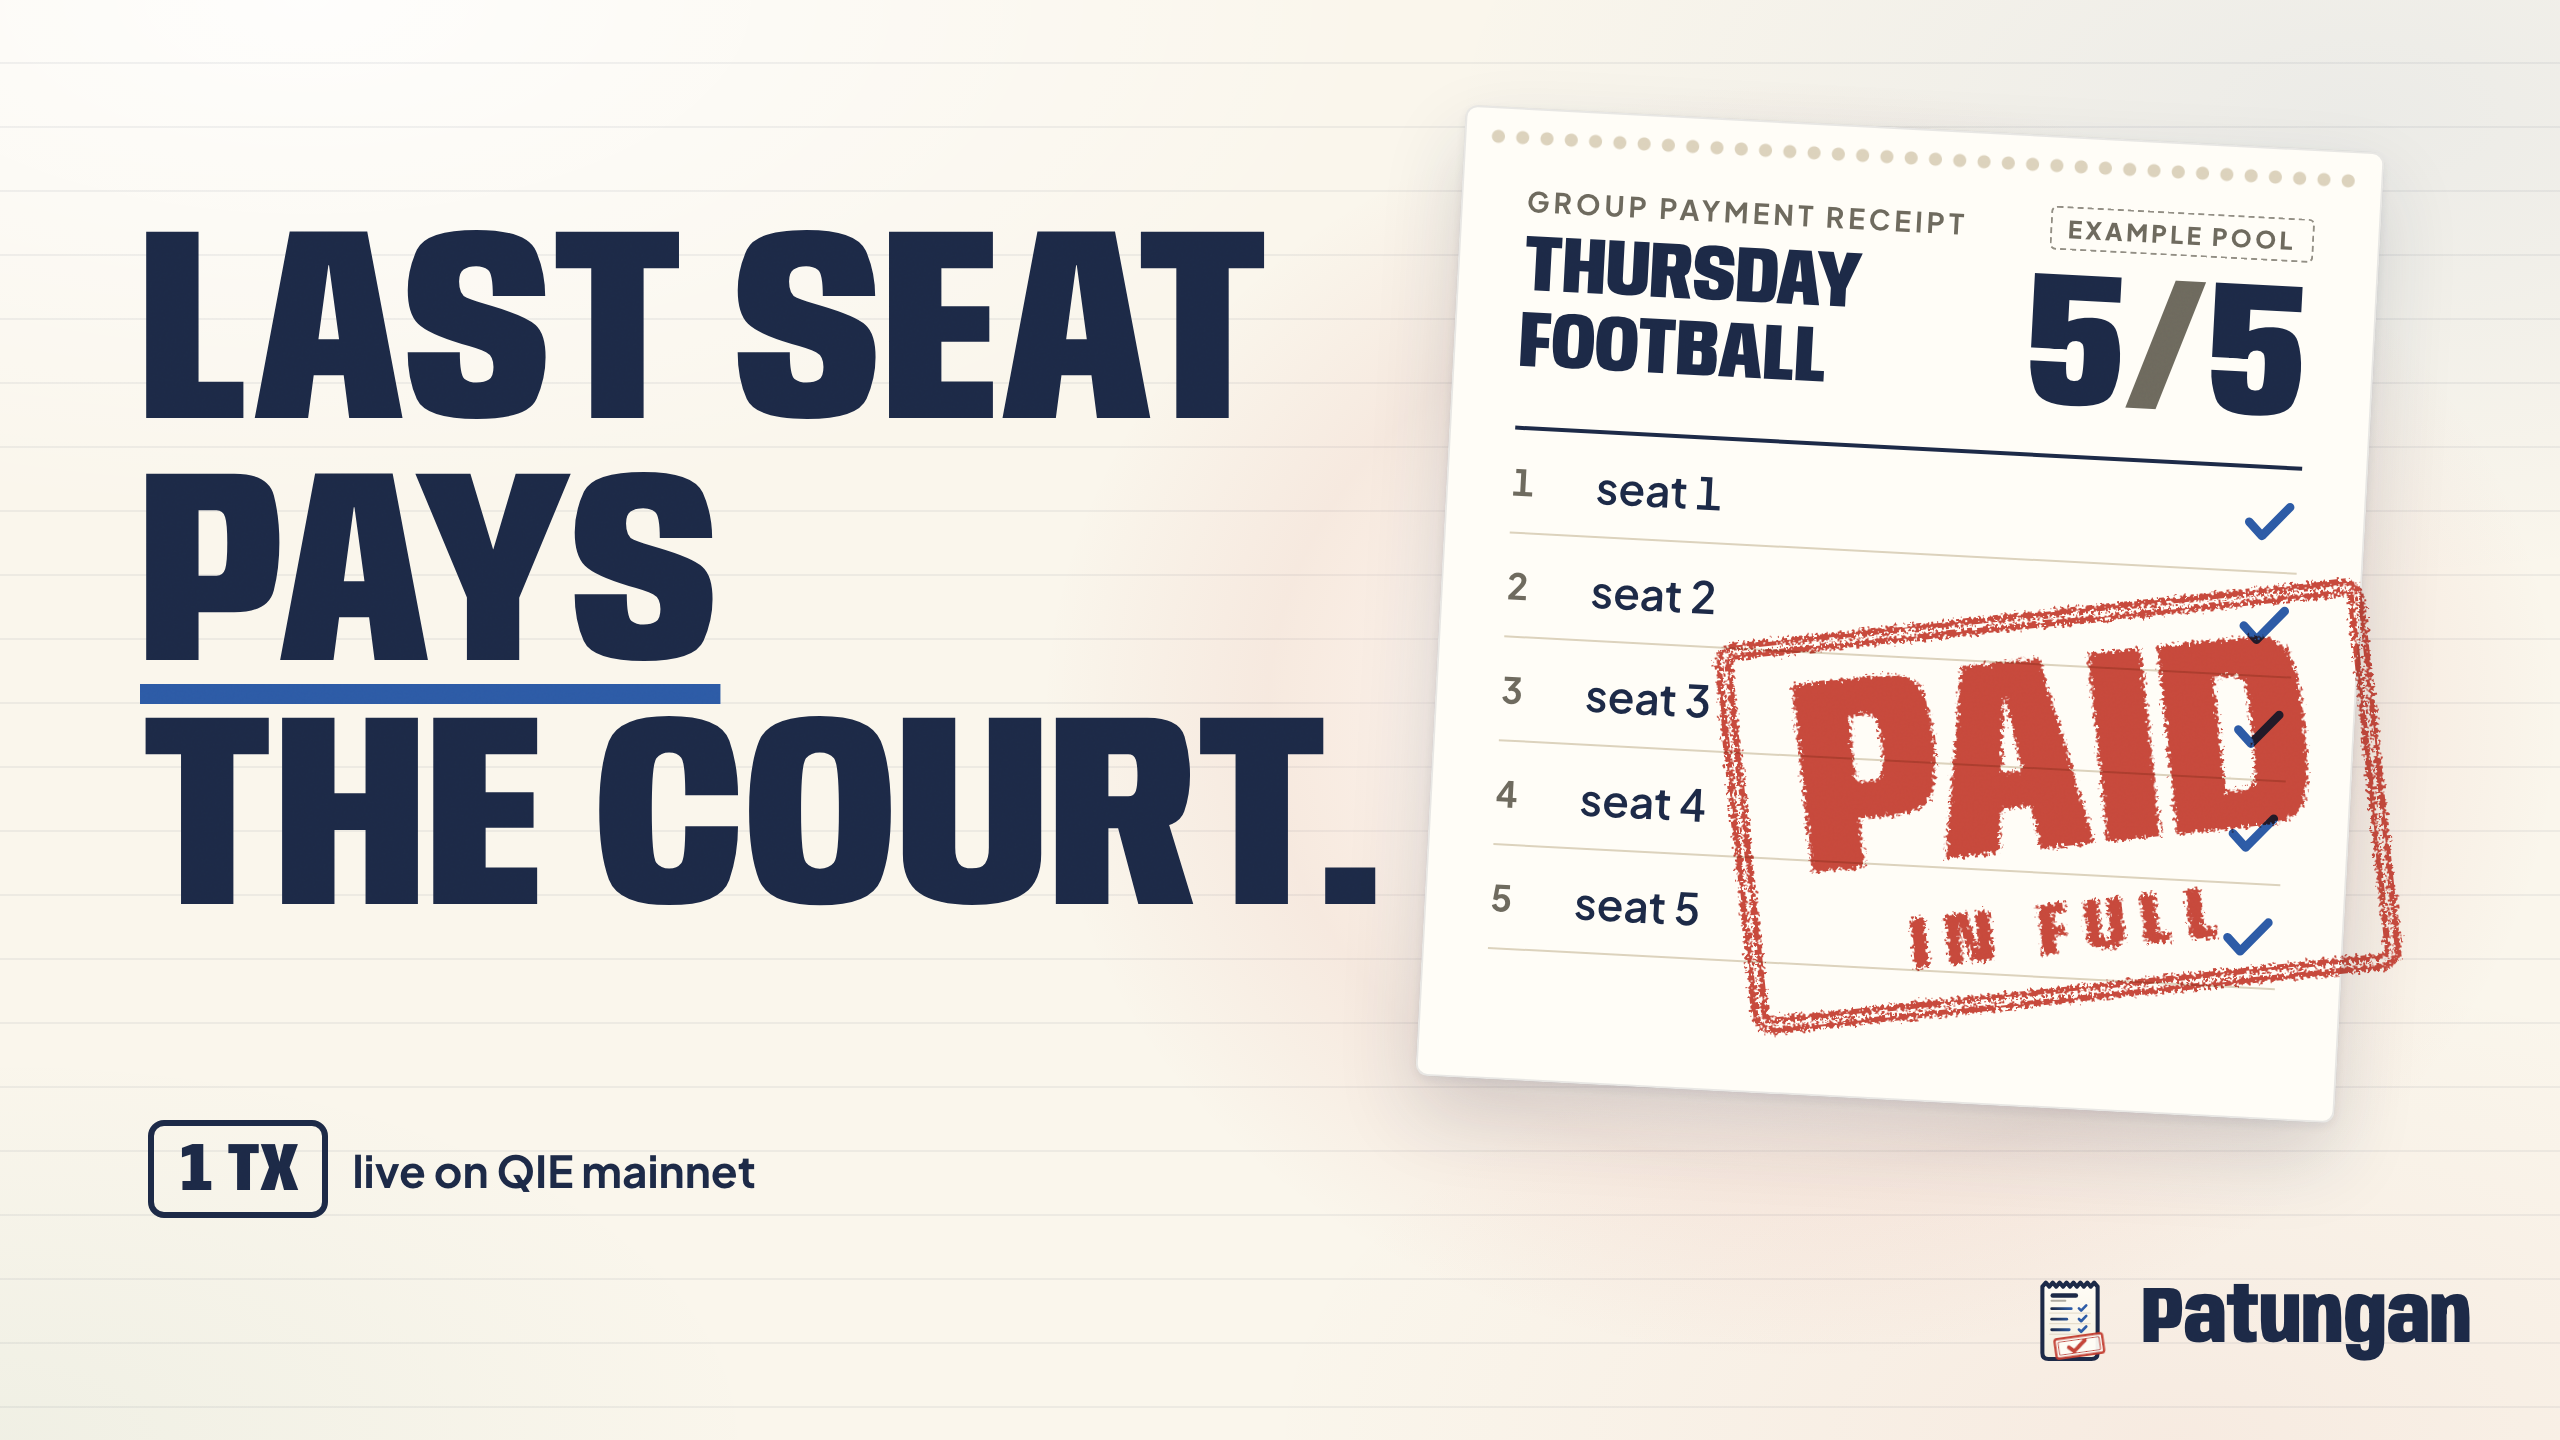 LAST SEAT
PAYS
THE COURT.
1 TX live on QIE mainnet
GROUP PAYMENT RECEIPT
EXAMPLE POOL
THURSDAY
FOOTBALL
5/5
1 seat 1
2 seat 2
3 seat 3
4 seat 4
5 seat 5
PAID
IN FULL
Patungan